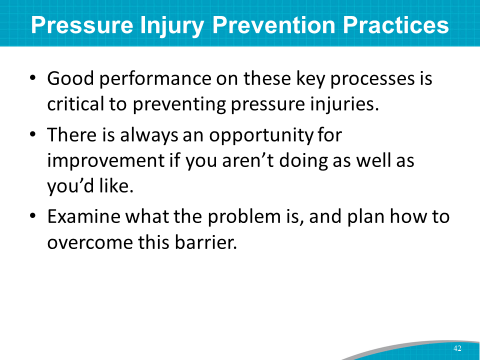 Pressure Injury Prevention Practices
• Good performance on these key processes is
critical to preventing pressure injuries.
• There is always an opportunity for
improvement if you aren’t doing as well as
you’d like.
• Examine what the problem is, and plan how to
overcome this barrier.
42